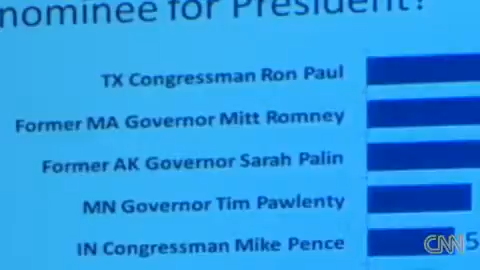 nominee for President?
TX Congressman Ron Paul
Former MA Governor Mitt Romney
Former AK Governor Sarah Palin
MN Governor Tim Pawlenty
IN Congressman Mike Pence
CNN 5